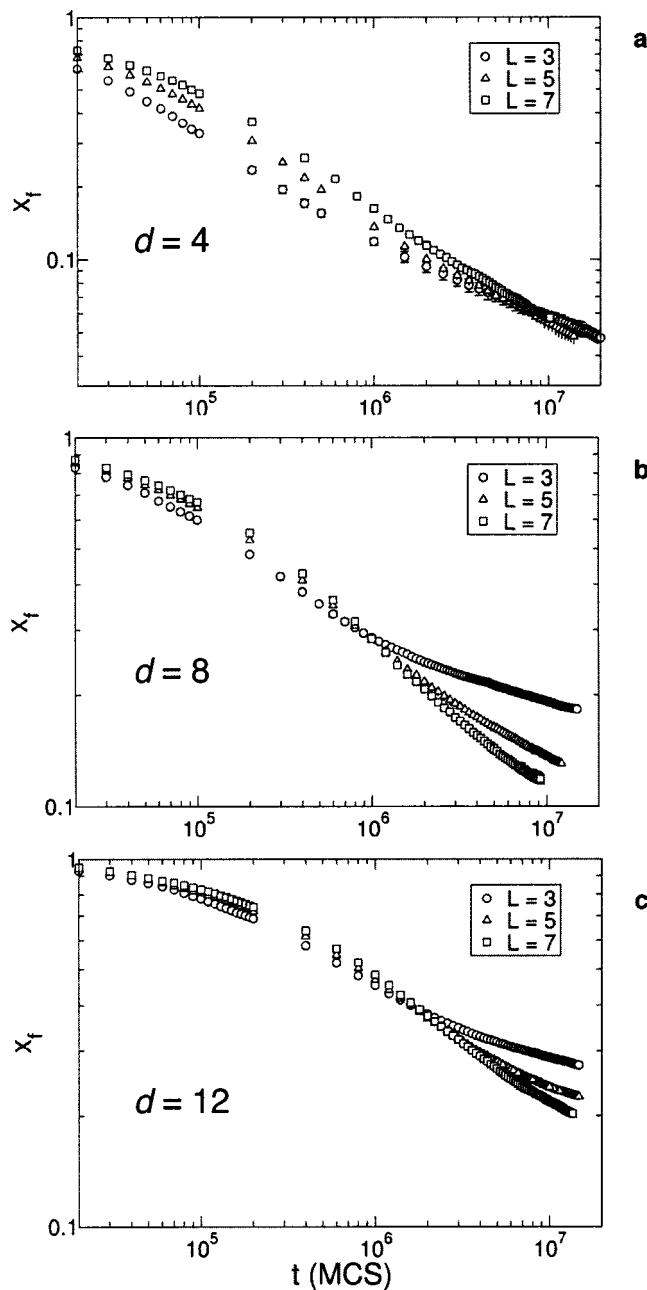 a
1
L = 3
L = 5
L = 7
X_f
0.1
d = 4
10^5
10^6
10^7
b
1
L = 3
L = 5
L = 7
X_f
d = 8
0.1
10^5
10^6
10^7
c
1
L = 3
L = 5
L = 7
X_f
d = 12
0.1
10^5
10^6
10^7
t (MCS)